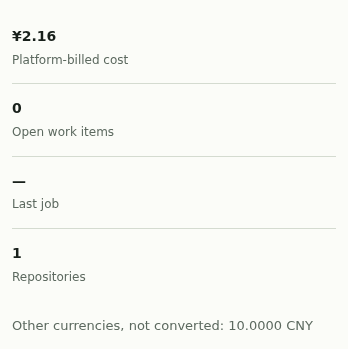 ¥2.16
Platform-billed cost
0
Open work items
—
Last job
1
Repositories
Other currencies, not converted: 10.0000 CNY